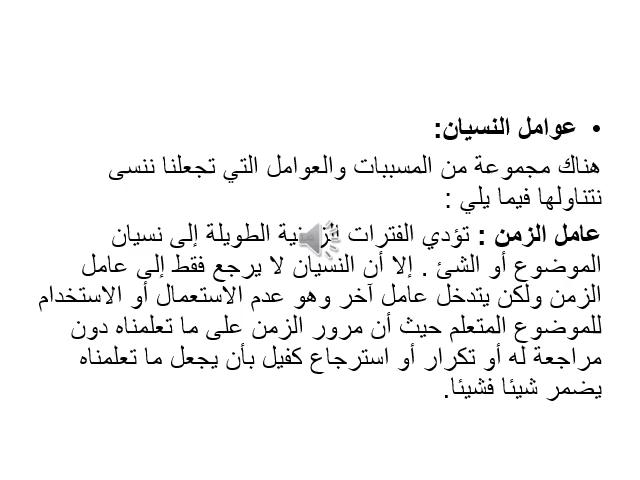 • عوامل النسيان:
هناك مجموعة من المسببات والعوامل التي تجعلنا ننسى
نتناولها فيما يلي :
عامل الزمن : تؤدي الفترات الزمنية الطويلة إلى نسيان
الموضوع أو الشئ . إلا أن النسيان لا يرجع فقط إلى عامل
الزمن ولكن يتدخل عامل آخر وهو عدم الاستعمال أو الاستخدام
للموضوع المتعلم حيث أن مرور الزمن على ما تعلمناه دون
مراجعة له أو تكرار أو استرجاع كفيل بأن يجعل ما تعلمناه
يضمر شيئا فشيئا.